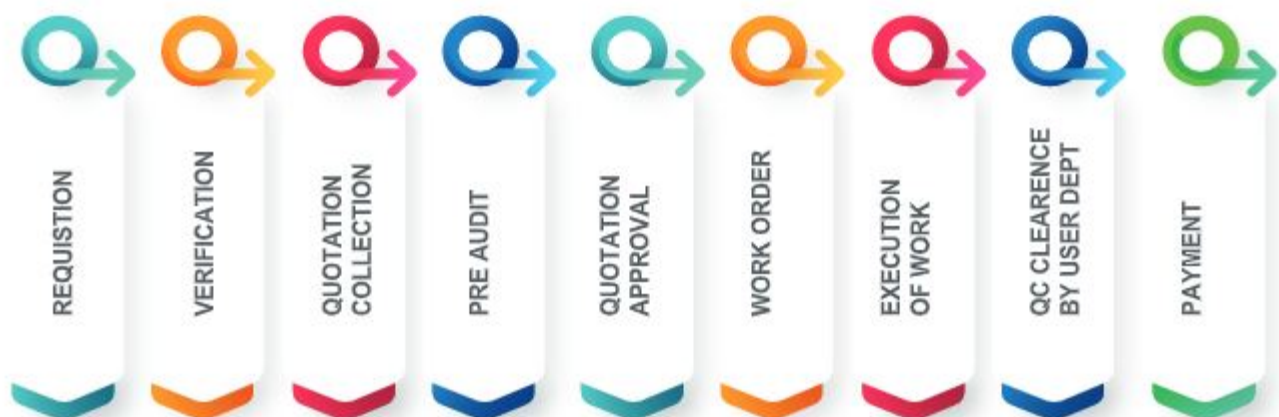 REQUISTION
VERIFICATION
QUOTATION
COLLECTION
PRE AUDIT
QUOTATION
APPROVAL
WORK ORDER
EXECUTION
OF WORK
QC CLEARENCE
BY USER DEPT
PAYMENT